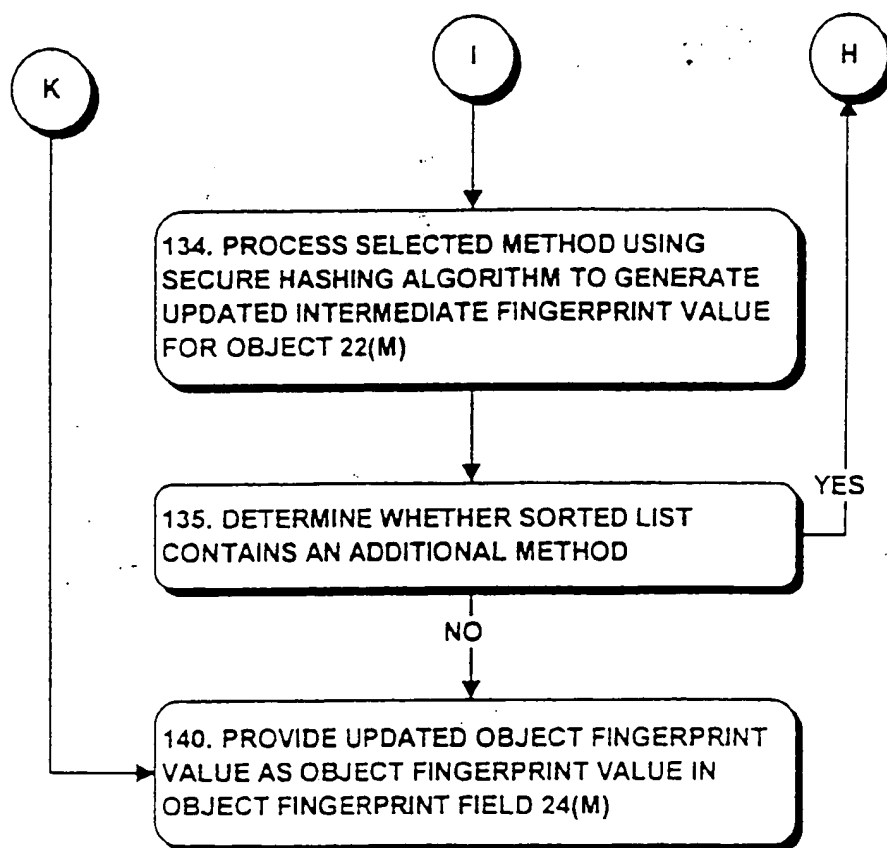 K
I
H
134. PROCESS SELECTED METHOD USING
SECURE HASHING ALGORITHM TO GENERATE
UPDATED INTERMEDIATE FINGERPRINT VALUE
FOR OBJECT 22(M)
YES
135. DETERMINE WHETHER SORTED LIST
CONTAINS AN ADDITIONAL METHOD
NO
140. PROVIDE UPDATED OBJECT FINGERPRINT
VALUE AS OBJECT FINGERPRINT VALUE IN
OBJECT FINGERPRINT FIELD 24(M)